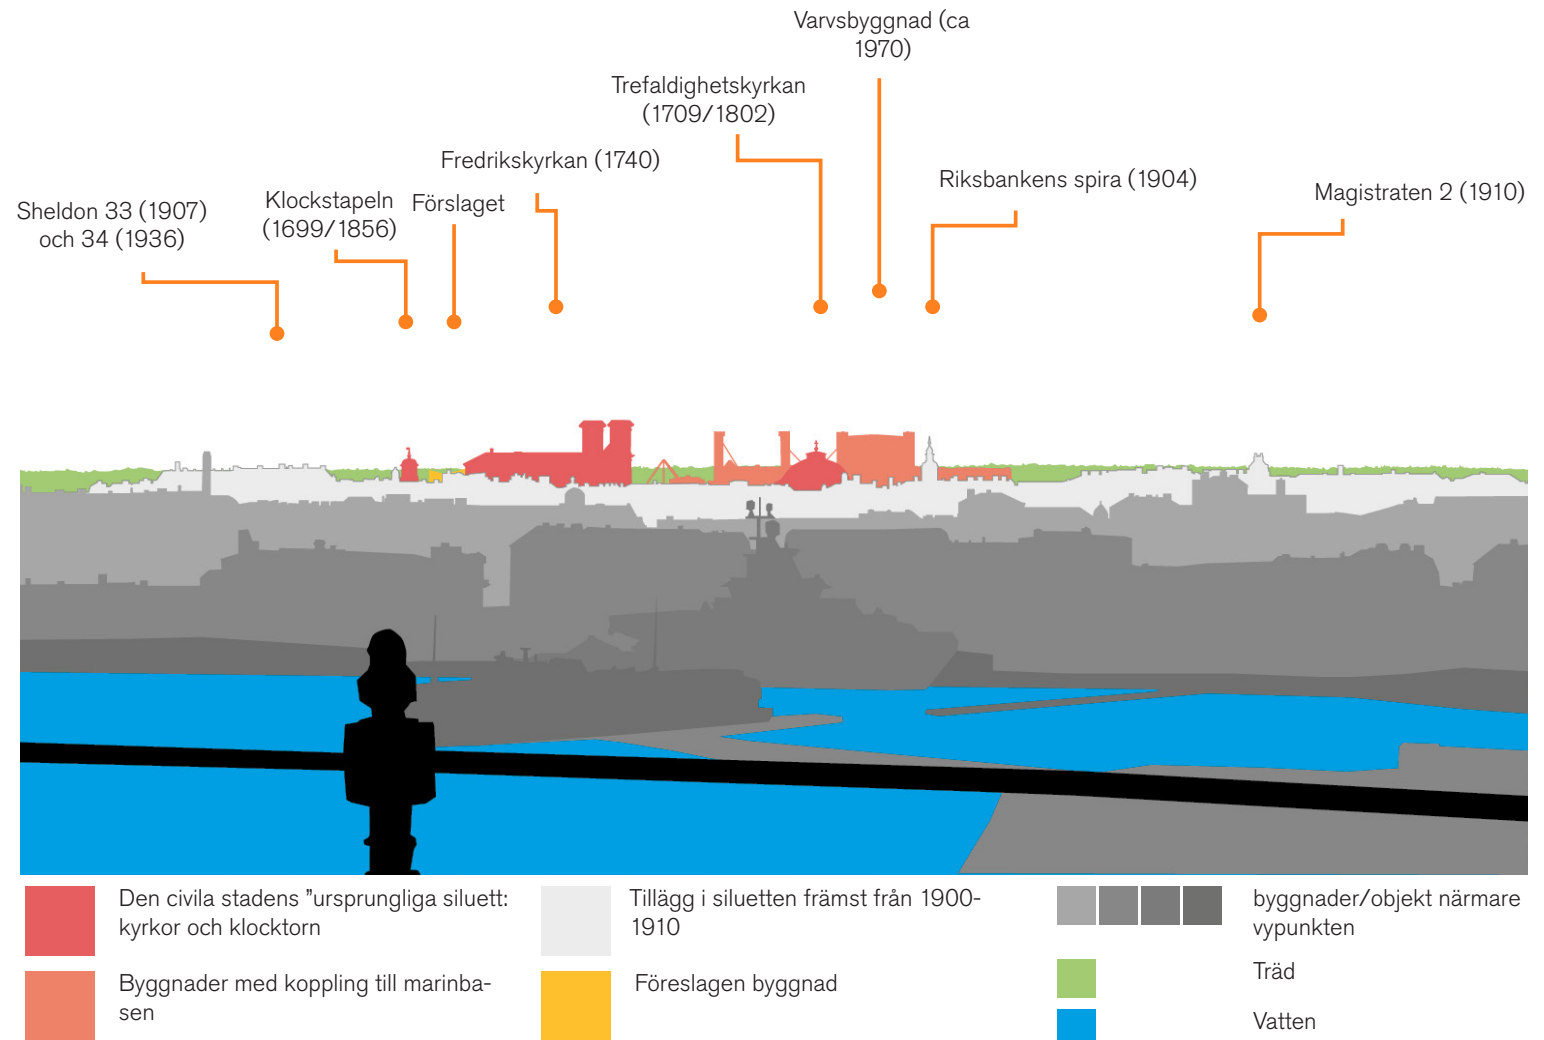 Varvsbyggnad (ca
1970)
Trefaldighetskyrkan
(1709/1802)
Fredrikskyrkan (1740)
Riksbankens spira (1904)
Magistraten 2 (1910)
Klockstapeln
(1699/1856)
Förslaget
Sheldon 33 (1907)
och 34 (1936)
Den civila stadens ”ursprungliga siluett:
kyrkor och klocktorn
Byggnader med koppling till marinba-
sen
Tillägg i siluetten främst från 1900-
1910
Föreslagen byggnad
byggnader/objekt närmare
vypunkten
Träd
Vatten